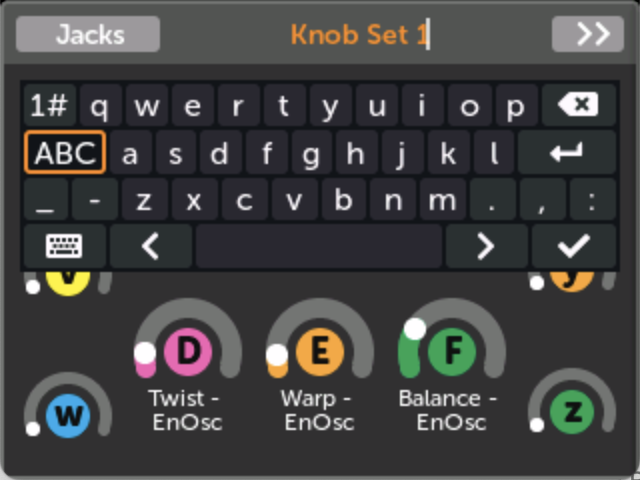 Jacks Knob Set 1 >>
1# q w e r t y u i o p
ABC a s d f g h j k l
_ - z x c v b n m . , :
< >
v y
D E F
w Twist - Warp - Balance - z
EnOsc EnOsc EnOsc